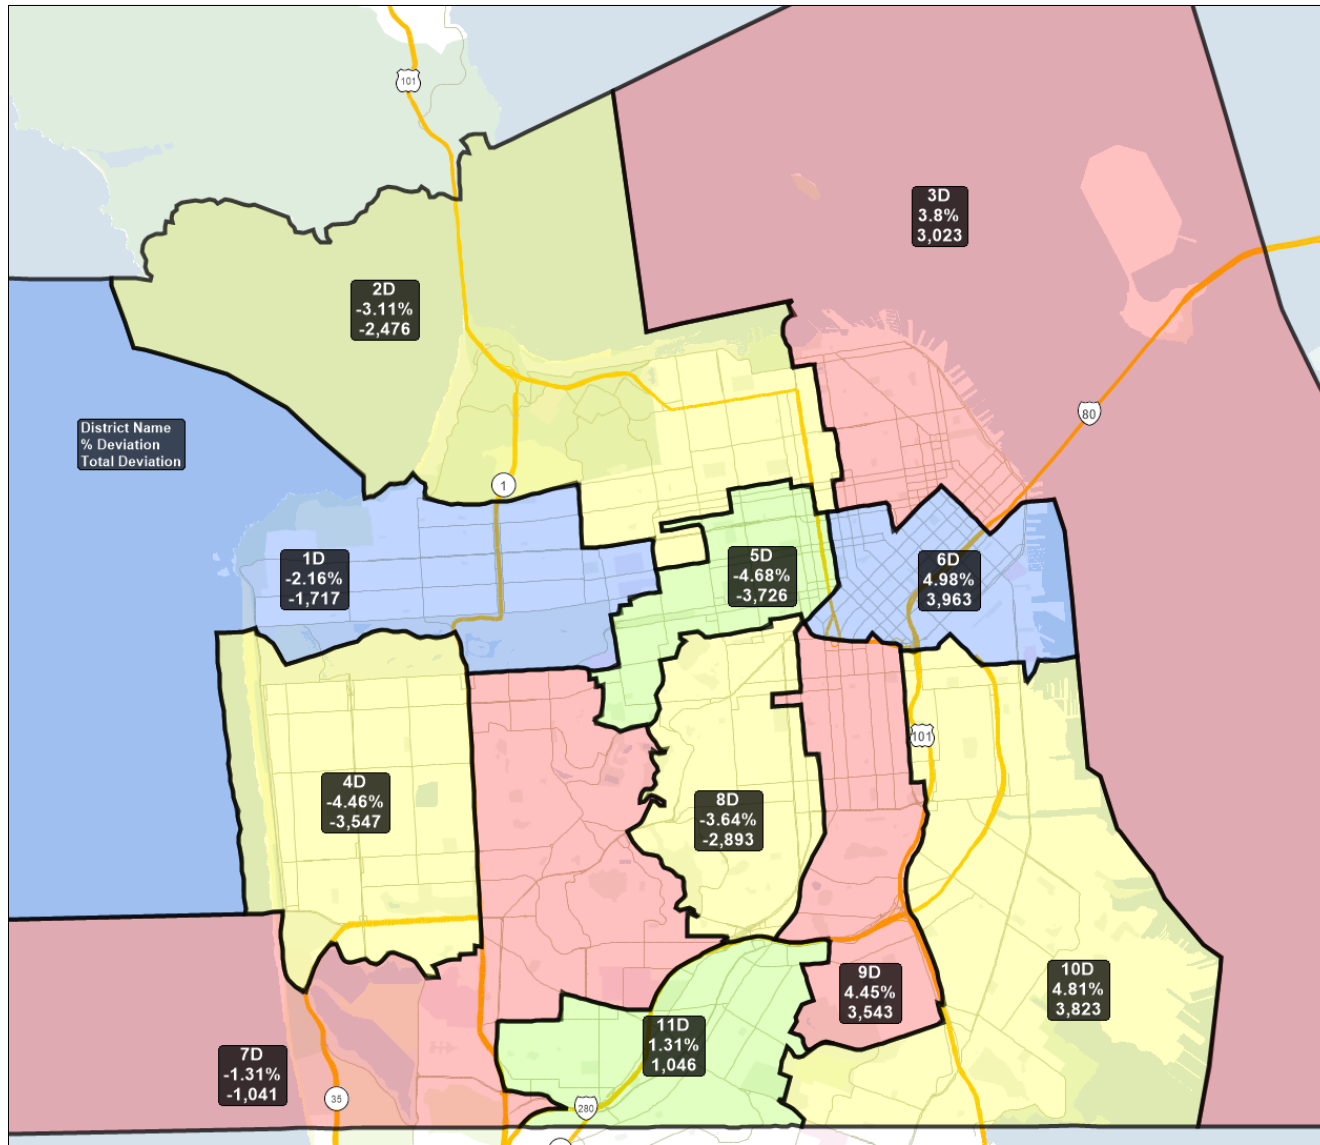 101
3D
3.8%
3,023
2D
-3.11%
-2,476
80
District Name
% Deviation
Total Deviation
1
1D
-2.16%
-1,717
5D
-4.68%
-3,726
6D
4.98%
3,963
101
4D
-4.46%
-3,547
8D
-3.64%
-2,893
9D
4.45%
3,543
10D
4.81%
3,823
11D
1.31%
1,046
7D
-1.31%
-1,041
35
280